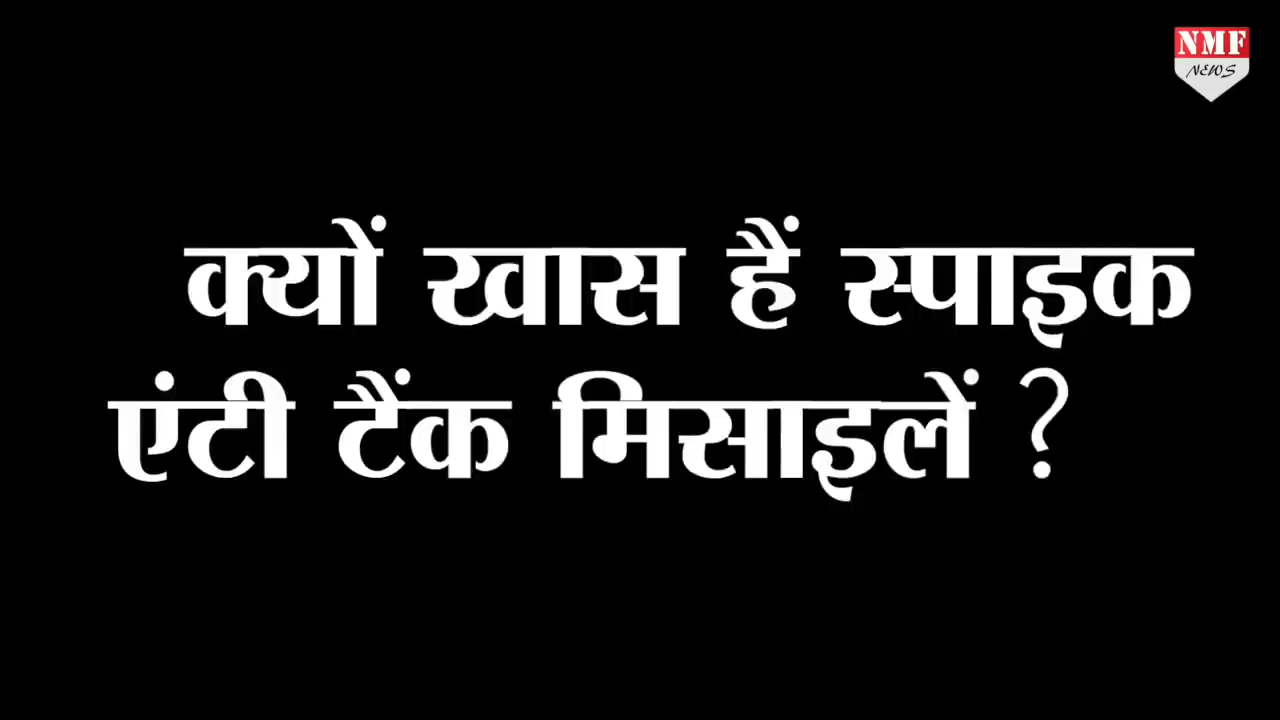 NMF
NEWS
क्यों खास हैं स्पाइक
एंटी टैंक मिसाइलें ?